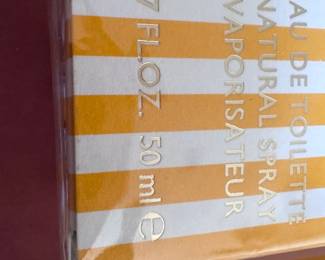 AU DE TOILETTE
NATURAL SPRAY
VAPORISATEUR
7 FL.OZ. 50 ml ℮